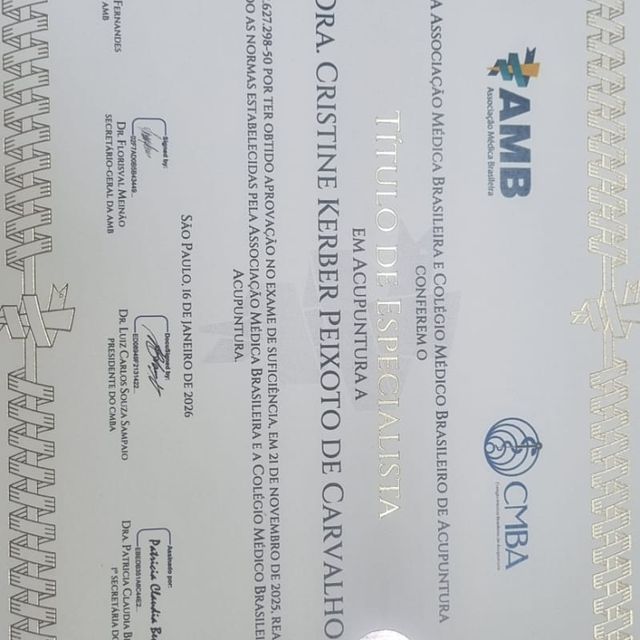 AMB
Associação Médica Brasileira
CMBA
A Associação Médica Brasileira e Colégio Médico Brasileiro de Acupuntura
conferem o
Título de Especialista
em Acupuntura a
Dra. Cristine Kerber Peixoto de Carvalho
.627.298-50 por ter obtido aprovação no exame de suficiência, em 21 de novembro de 2025, rea
do as normas estabelecidas pela Associação Médica Brasileira e a Colégio Médico Brasilei
Acupuntura.
São Paulo, 16 de janeiro de 2026
Signed by:
Dr. Florisval Meinão
Secretário-Geral da AMB
Fernandes
AMB
Dr. Luiz Carlos Souza Sampaio
Presidente do CMBA
Assinado por:
Patricia Claudia Bu
Dra. Patricia Claudia B
1ª Secretária do